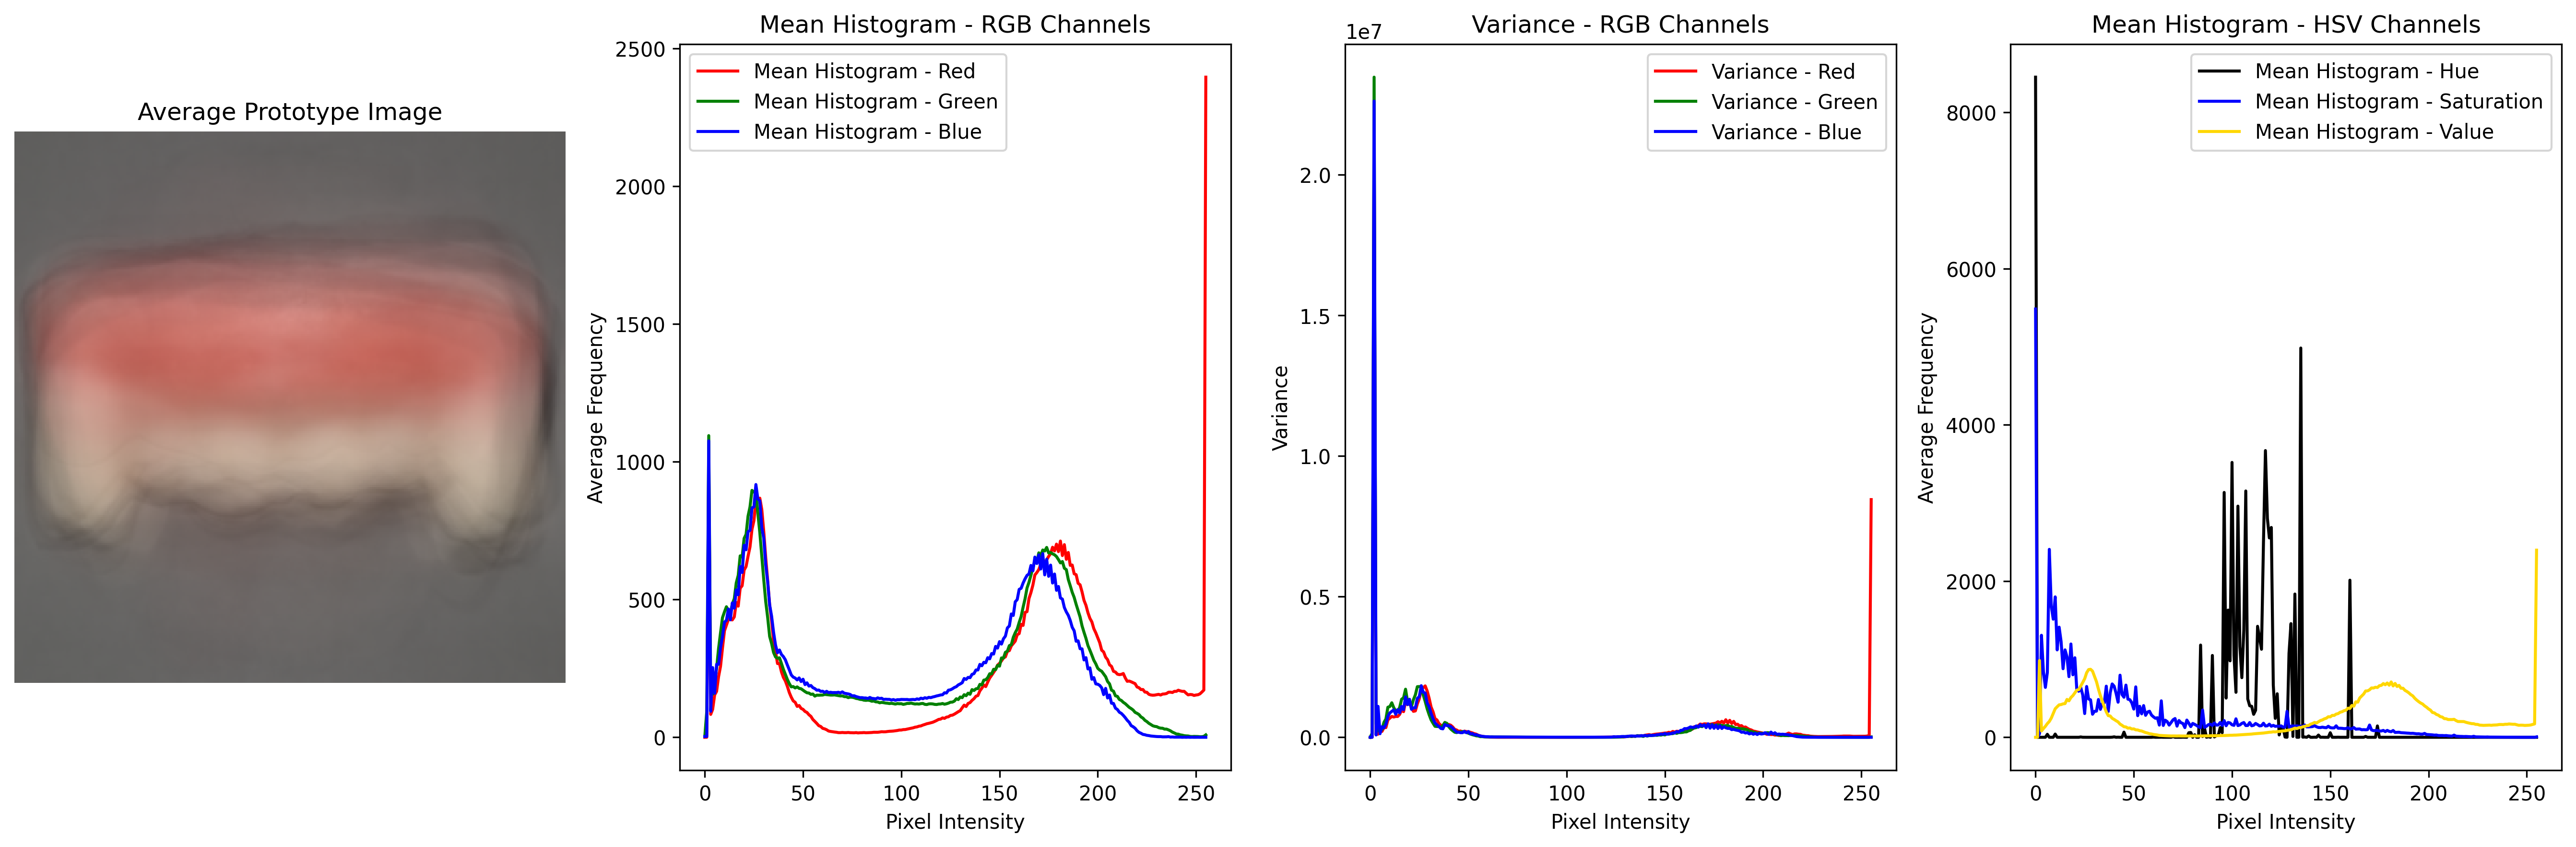 Average Prototype Image
Mean Histogram - RGB Channels
Mean Histogram - Red
Mean Histogram - Green
Mean Histogram - Blue
Average Frequency
2500
2000
1500
1000
500
0
0 50 100 150 200 250
Pixel Intensity
Variance - RGB Channels
1e7
Variance - Red
Variance - Green
Variance - Blue
Variance
2.0
1.5
1.0
0.5
0.0
0 50 100 150 200 250
Pixel Intensity
Mean Histogram - HSV Channels
Mean Histogram - Hue
Mean Histogram - Saturation
Mean Histogram - Value
Average Frequency
8000
6000
4000
2000
0
0 50 100 150 200 250
Pixel Intensity